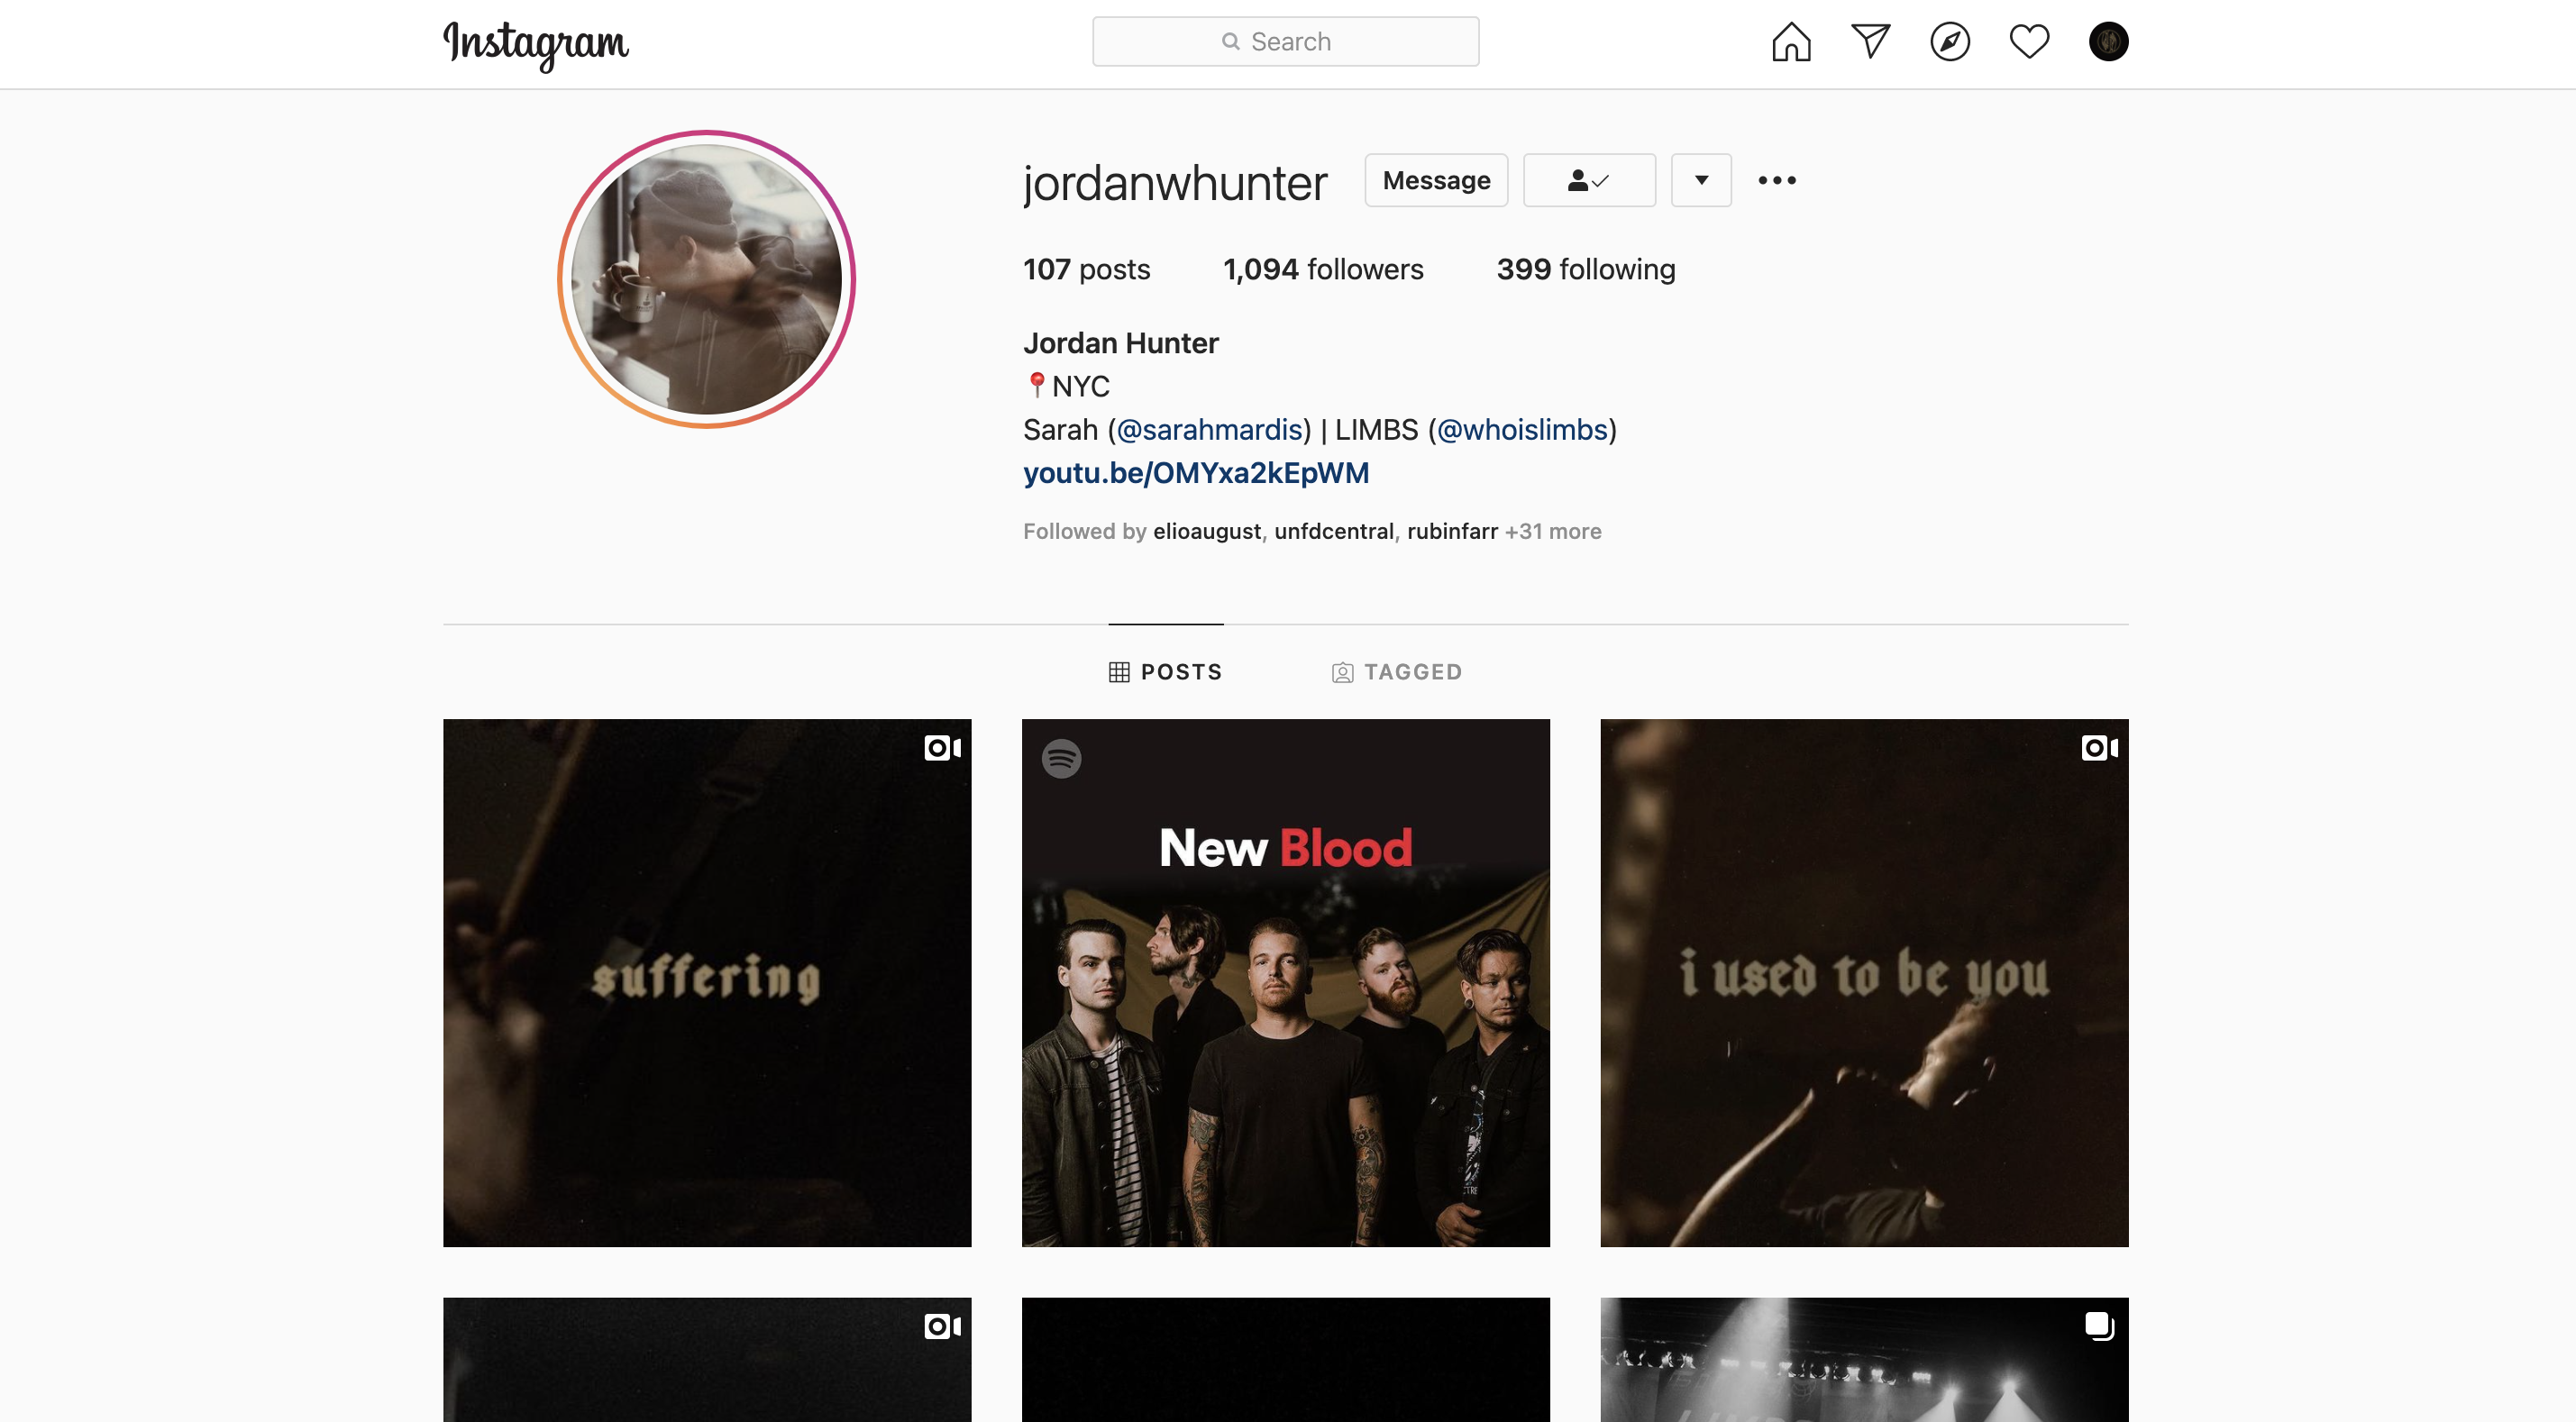 Instagram
Search
jordanwhunter Message
107 posts 1,094 followers 399 following
Jordan Hunter
📍NYC
Sarah (@sarahmardis) | LIMBS (@whoislimbs)
youtu.be/OMYxa2kEpWM
Followed by elioaugust, unfdcentral, rubinfarr +31 more
POSTS TAGGED
suffering
New Blood
i used to be you